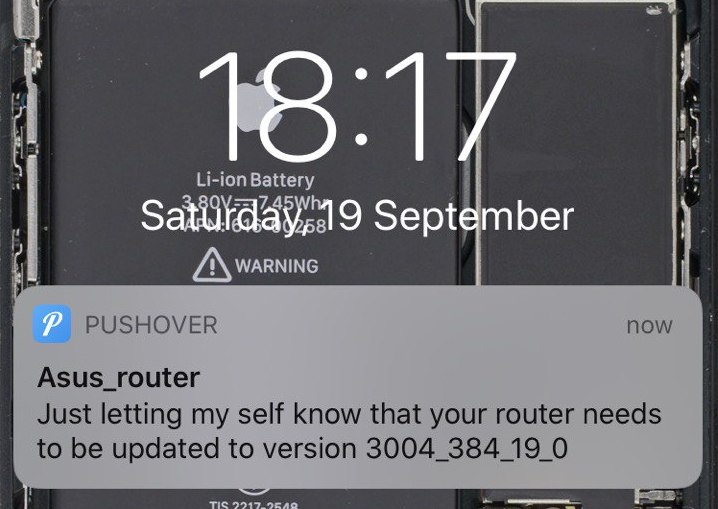 18:17
Li-ion Battery
3.80V 7.45Whr
Saturday, 19 September
APN: 616-00258
WARNING
PUSHOVER
now
Asus_router
Just letting my self know that your router needs
to be updated to version 3004_384_19_0
TIS 2217-2548